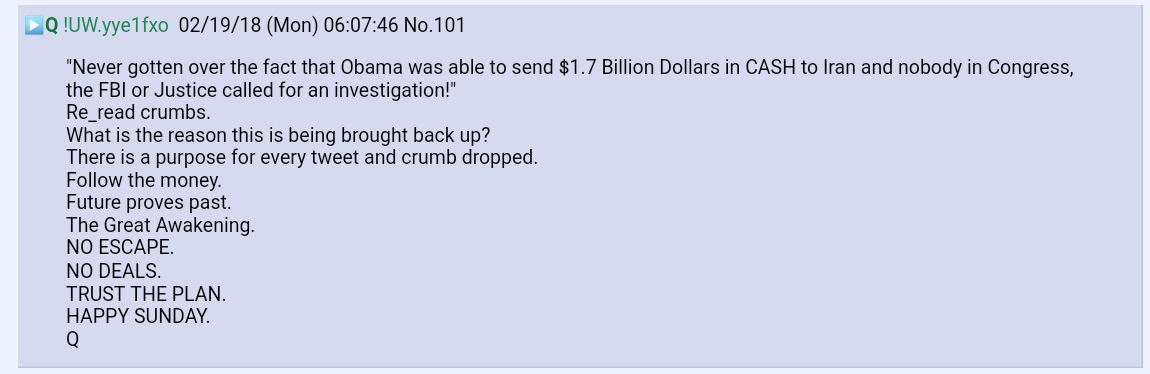 Q !UW.yye1fxo 02/19/18 (Mon) 06:07:46 No.101
"Never gotten over the fact that Obama was able to send $1.7 Billion Dollars in CASH to Iran and nobody in Congress,
the FBI or Justice called for an investigation!"
Re_read crumbs.
What is the reason this is being brought back up?
There is a purpose for every tweet and crumb dropped.
Follow the money.
Future proves past.
The Great Awakening.
NO ESCAPE.
NO DEALS.
TRUST THE PLAN.
HAPPY SUNDAY.
Q